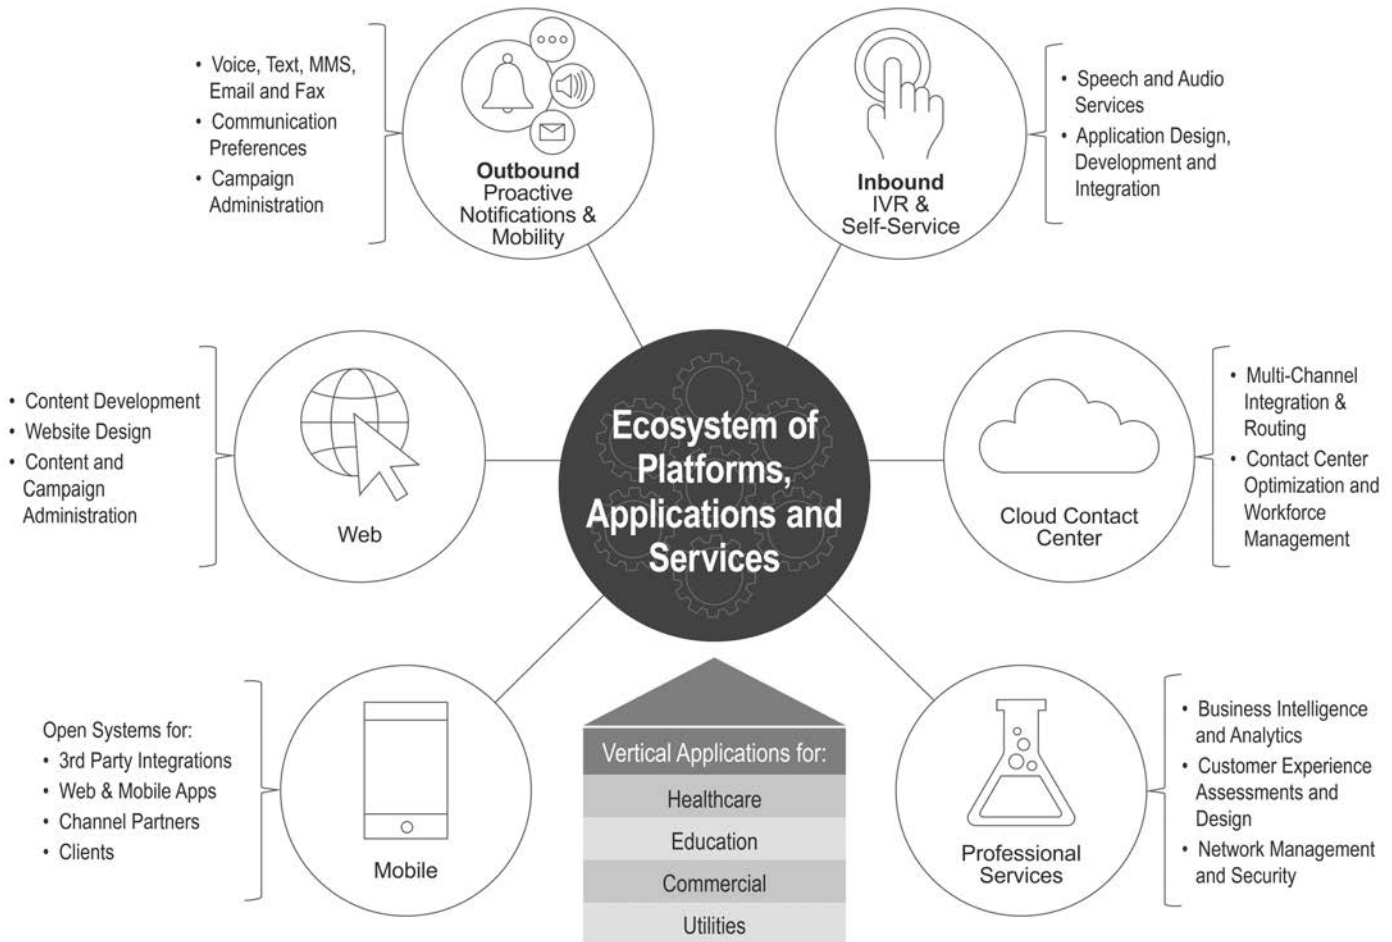 • Voice, Text, MMS,
Email and Fax
• Communication
Preferences
• Campaign
Administration
Outbound
Proactive
Notifications &
Mobility
Inbound
IVR &
Self-Service
• Speech and Audio
Services
• Application Design,
Development and
Integration
• Content Development
• Website Design
• Content and
Campaign
Administration
Web
Ecosystem of
Platforms,
Applications and
Services
Cloud Contact
Center
• Multi-Channel
Integration &
Routing
• Contact Center
Optimization and
Workforce
Management
Open Systems for:
• 3rd Party Integrations
• Web & Mobile Apps
• Channel Partners
• Clients
Mobile
Vertical Applications for:
Healthcare
Education
Commercial
Utilities
Professional
Services
• Business Intelligence
and Analytics
• Customer Experience
Assessments and
Design
• Network Management
and Security